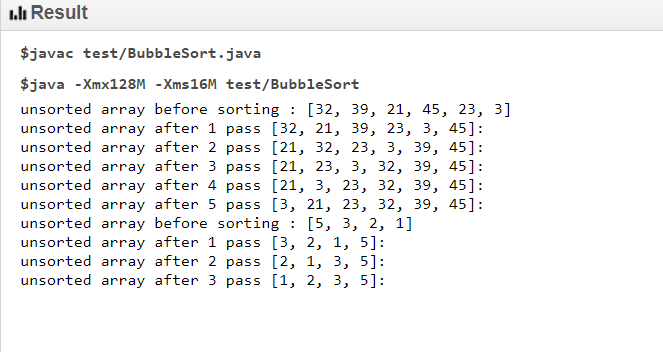 Result
$javac test/BubbleSort.java
$java -Xmx128M -Xms16M test/BubbleSort
unsorted array before sorting : [32, 39, 21, 45, 23, 3]
unsorted array after 1 pass [32, 21, 39, 23, 3, 45]:
unsorted array after 2 pass [21, 32, 23, 3, 39, 45]:
unsorted array after 3 pass [21, 23, 3, 32, 39, 45]:
unsorted array after 4 pass [21, 3, 23, 32, 39, 45]:
unsorted array after 5 pass [3, 21, 23, 32, 39, 45]:
unsorted array before sorting : [5, 3, 2, 1]
unsorted array after 1 pass [3, 2, 1, 5]:
unsorted array after 2 pass [2, 1, 3, 5]:
unsorted array after 3 pass [1, 2, 3, 5]: